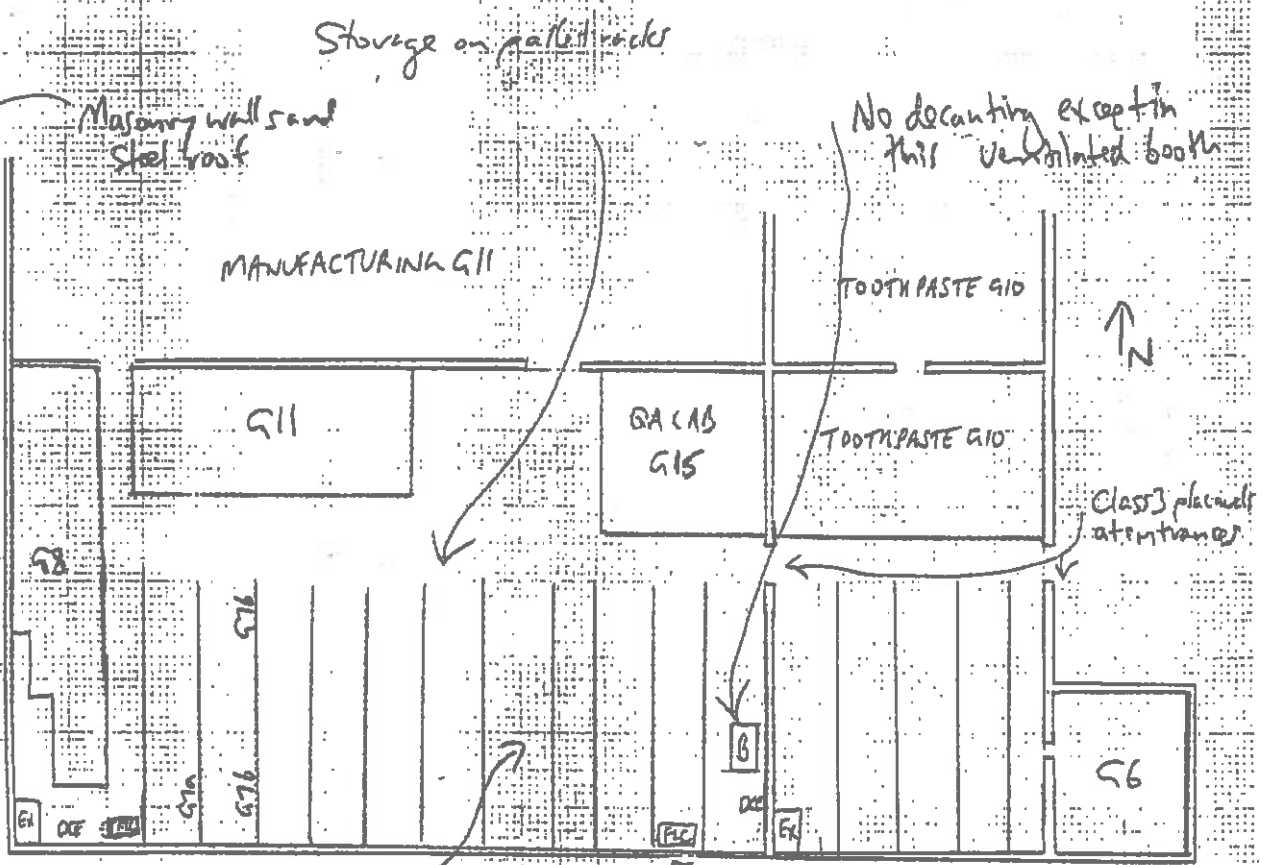 Storage on pallet racks
Masonry walls and
Steel roof
No decanting except in
this ventilated booth
MANUFACTURING G11
TOOTHPASTE G10
N
G11
QA LAB
G15
TOOTHPASTE G10
Class 3 placards
at entrances
G8
G7b
B
G6
G7a
G7b
Ex
DCE
FLC
DCE
Ex